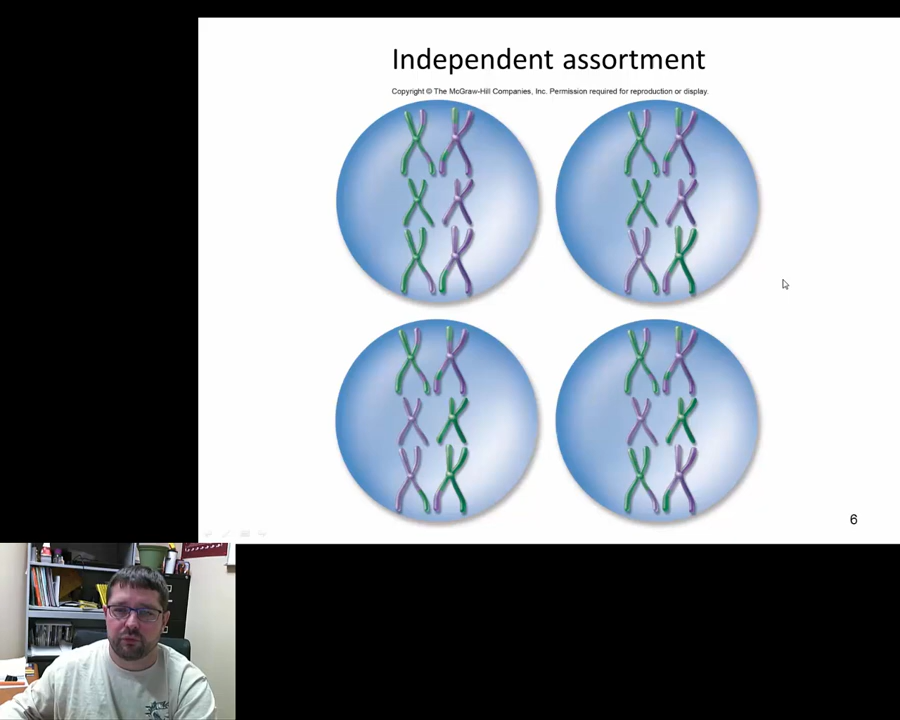 Independent assortment
Copyright © The McGraw-Hill Companies, Inc. Permission required for reproduction or display.
6